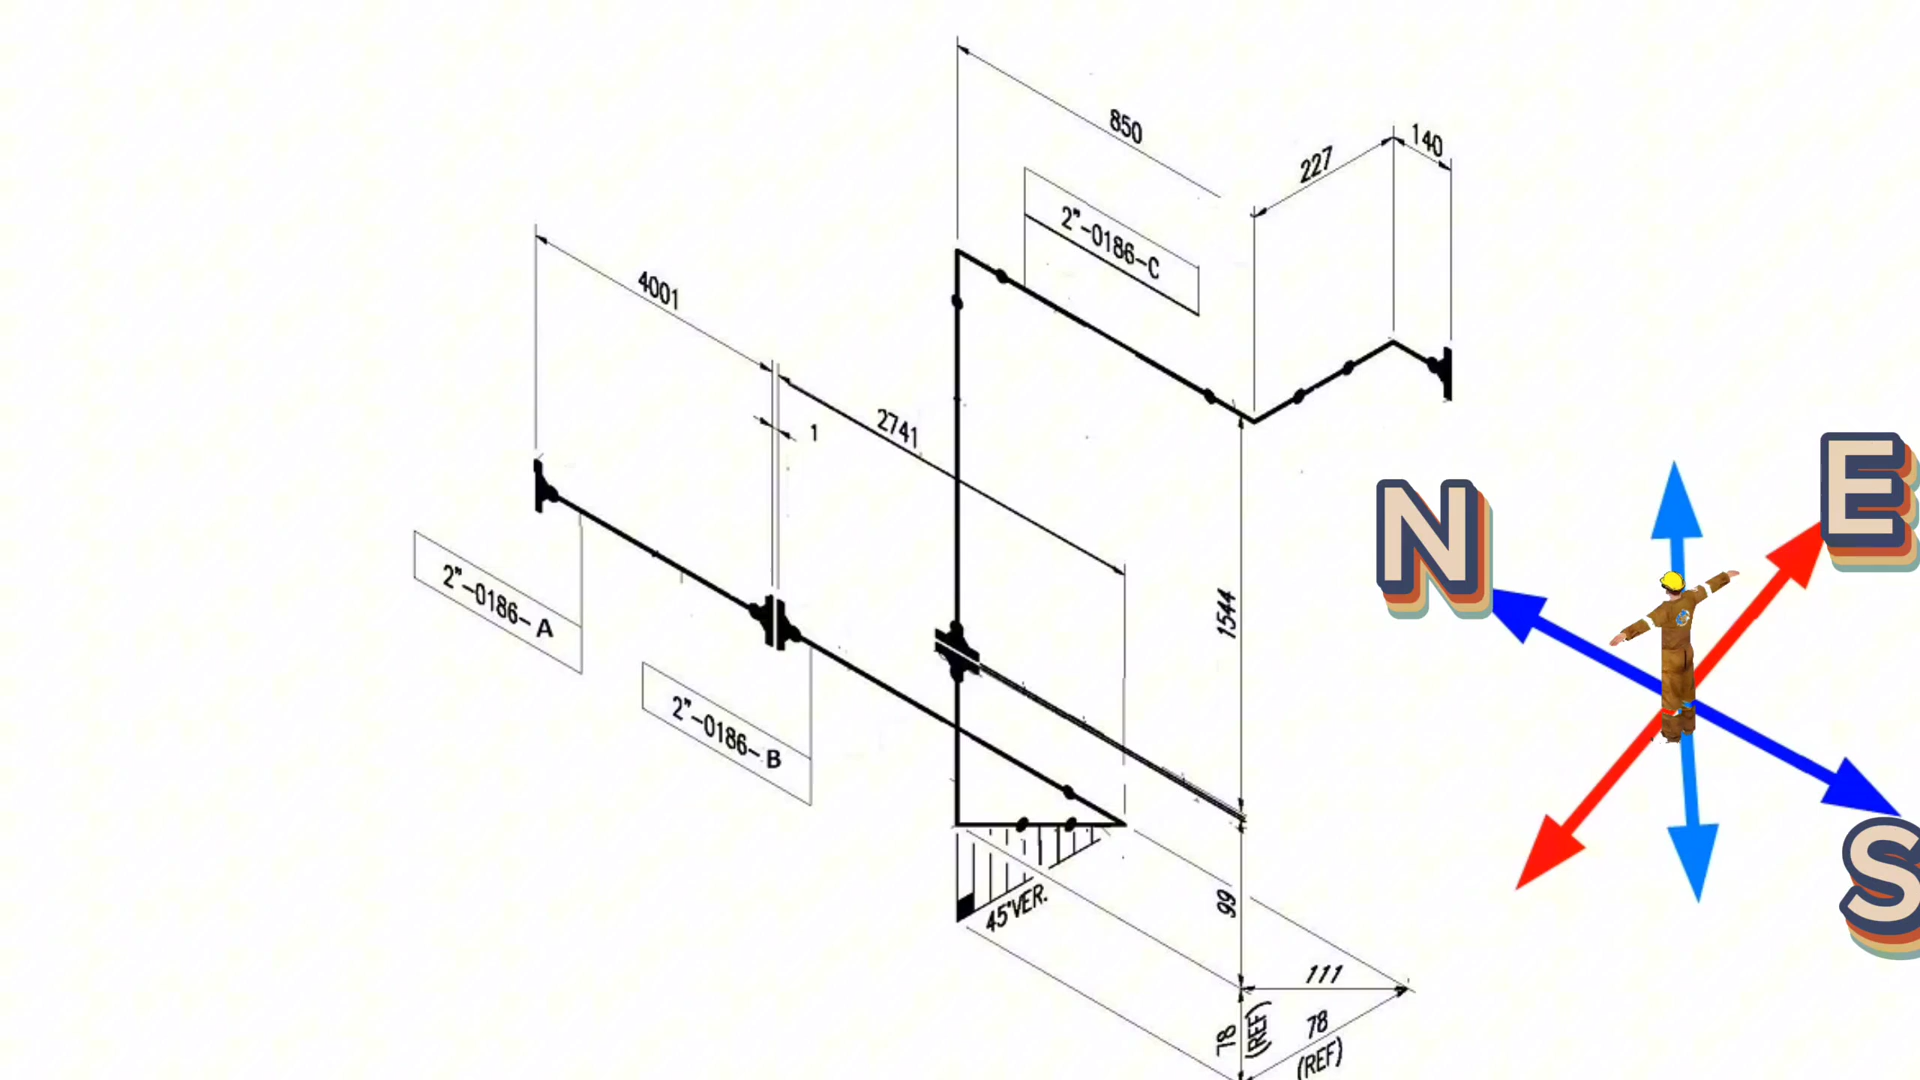 850
227
140
2"-0186-C
4001
2741
1
2"-0186-A
2"-0186-B
1544
N
E
S
99
45°VER.
111
78
(REF)
78
(REF)